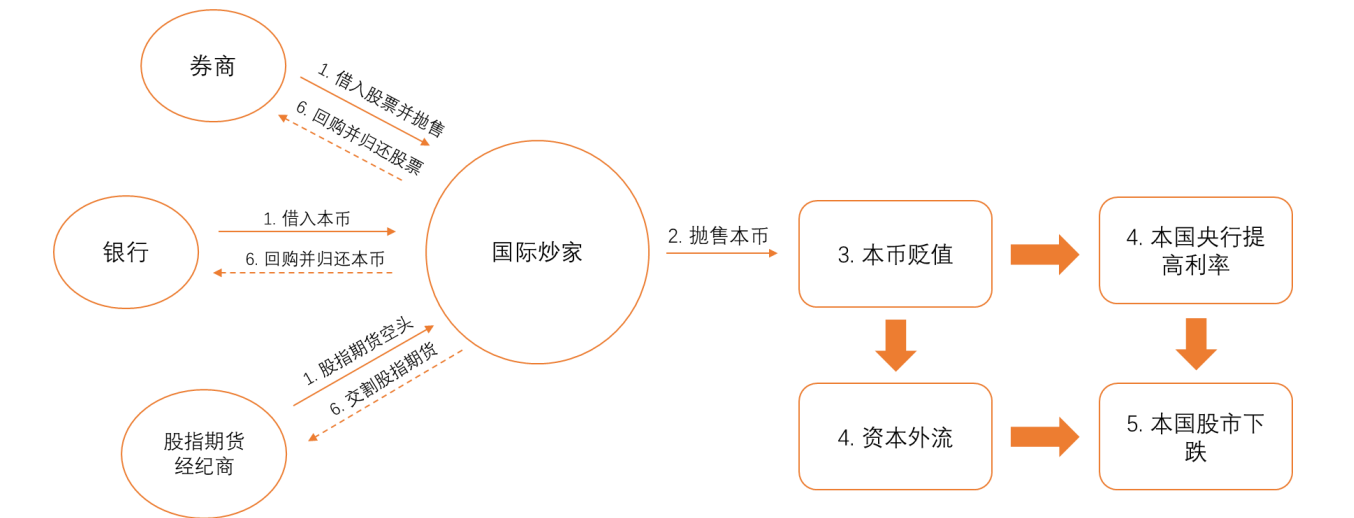 券商
1. 借入股票并抛售
6. 回购并归还股票
银行
1. 借入本币
6. 回购并归还本币
国际炒家
2. 抛售本币
3. 本币贬值
4. 本国央行提
高利率
1. 股指期货空头
6. 交割股指期货
股指期货
经纪商
4. 资本外流
5. 本国股市下
跌